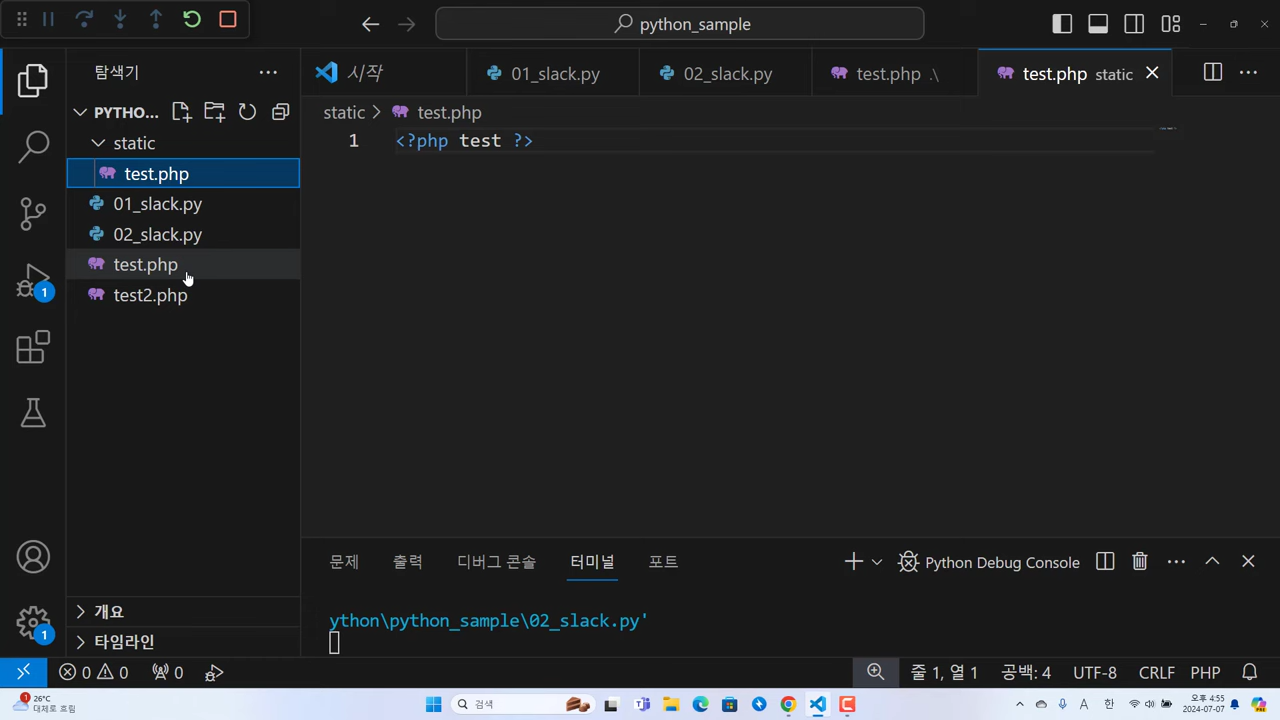 python_sample
탐색기
PYTHO...
static
test.php
01_slack.py
02_slack.py
test.php
test2.php
개요
타임라인
시작
01_slack.py
02_slack.py
test.php .\
test.php static
static > test.php
1 <?php test ?>
문제 출력 디버그 콘솔 터미널 포트
Python Debug Console
ython\python_sample\02_slack.py'
1
1
0 0 0
줄 1, 열 1 공백: 4 UTF-8 CRLF PHP
1
26°C
대체로 흐림
검색
A 한
오후 4:55
2024-07-07